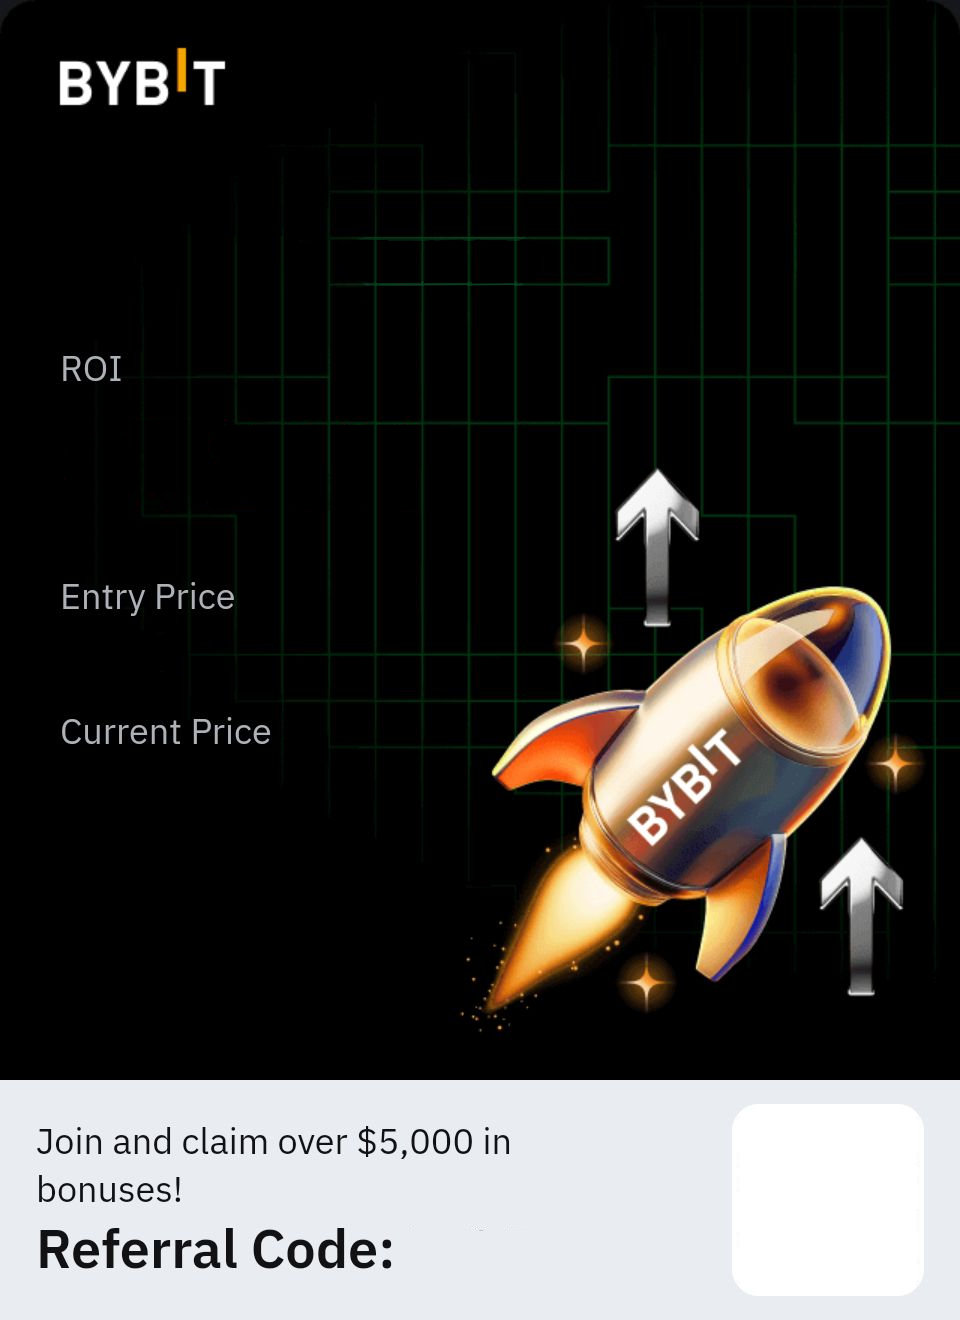 BYBIT
ROI
Entry Price
Current Price
BYBIT
Join and claim over $5,000 in
bonuses!
Referral Code: